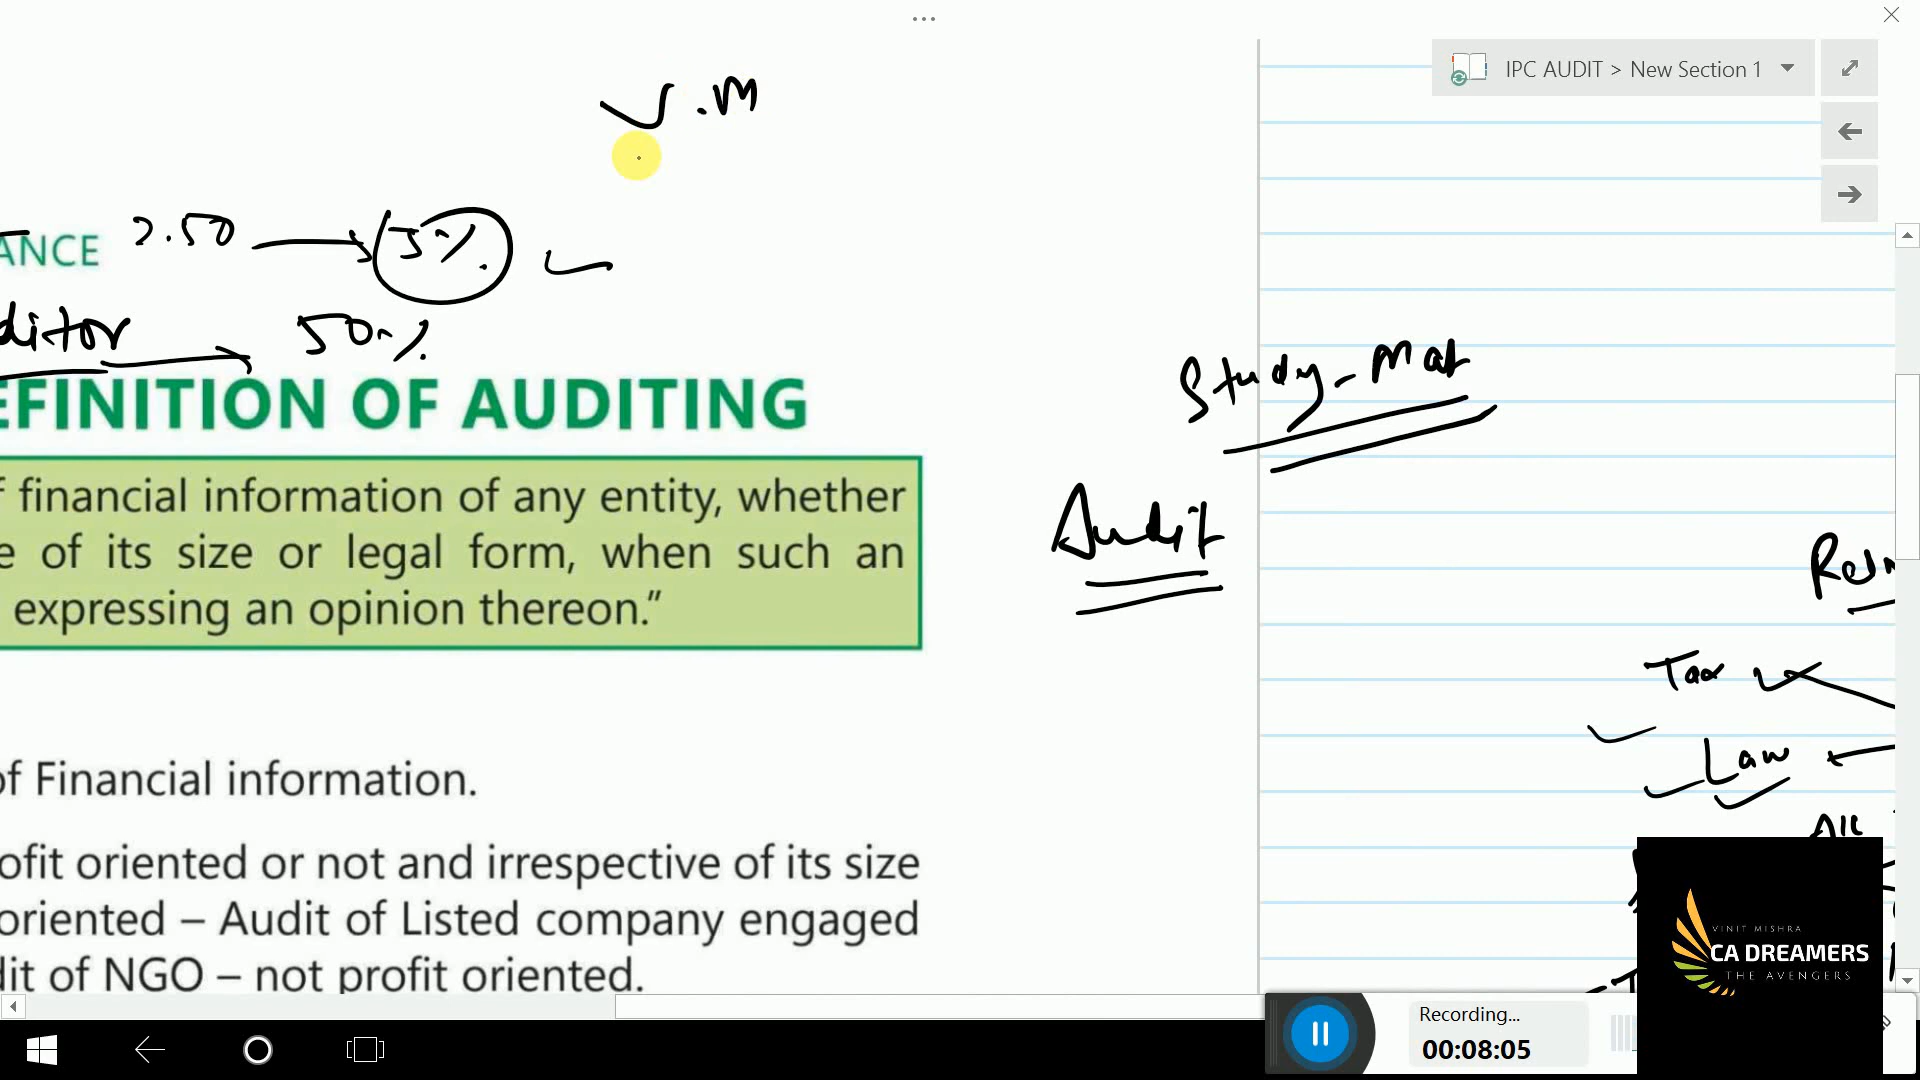 IPC AUDIT > New Section 1
V.M
ANCE 2.50 → 5%
ditor → 50%
EFINITION OF AUDITING
f financial information of any entity, whether
e of its size or legal form, when such an
expressing an opinion thereon.”
Study-Mat
Audit
Tax
Law
All
of Financial information.
ofit oriented or not and irrespective of its size
oriented – Audit of Listed company engaged
dit of NGO – not profit oriented.
VINIT MISHRA
CA DREAMERS
THE AVENGERS
Recording...
00:08:05